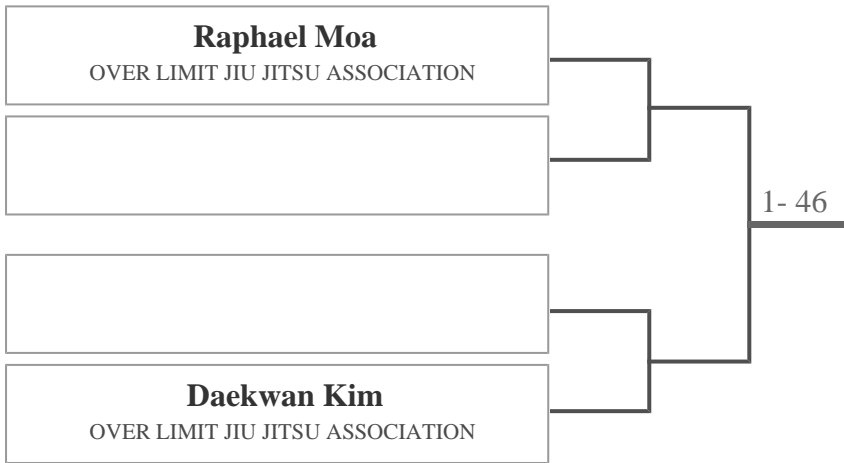 Raphael Moa
OVER LIMIT JIU JITSU ASSOCIATION
1- 46
Daekwan Kim
OVER LIMIT JIU JITSU ASSOCIATION